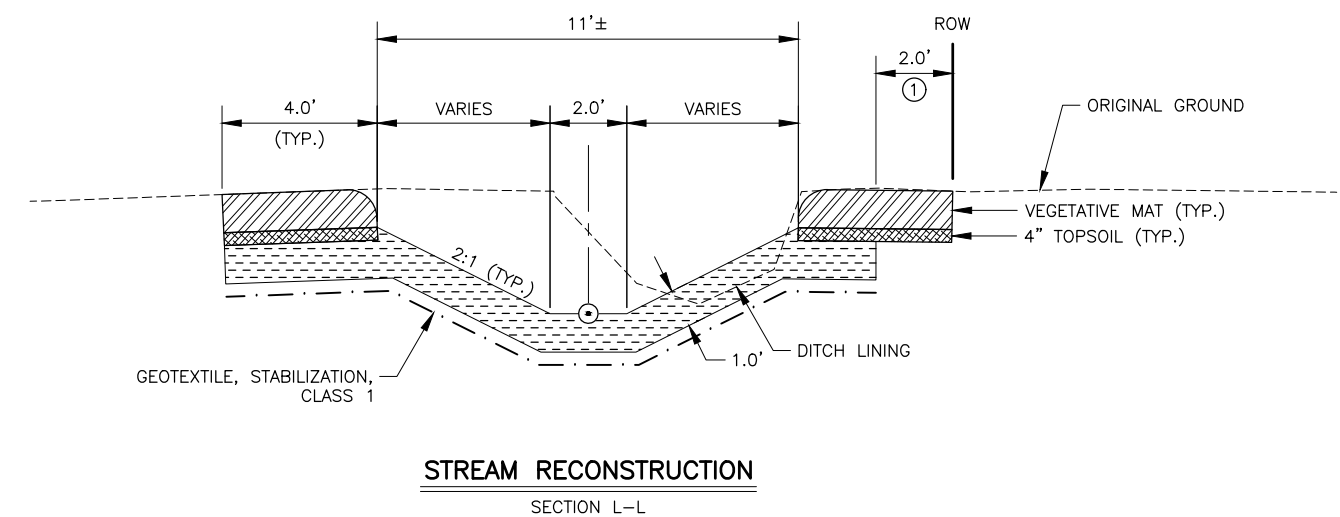 11'±
ROW
2.0'
1
4.0'
(TYP.)
VARIES
2.0'
VARIES
ORIGINAL GROUND
VEGETATIVE MAT (TYP.)
4" TOPSOIL (TYP.)
2:1 (TYP.)
DITCH LINING
1.0'
GEOTEXTILE, STABILIZATION,
CLASS 1
STREAM RECONSTRUCTION
SECTION L-L